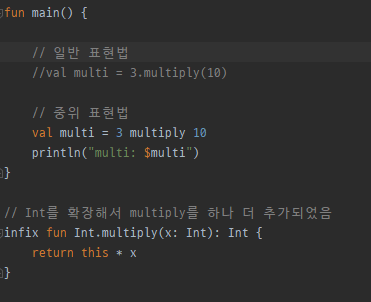 fun main() {
// 일반 표현법
//val multi = 3.multiply(10)
// 중위 표현법
val multi = 3 multiply 10
println("multi: $multi")
}
// Int를 확장해서 multiply를 하나 더 추가되었음
infix fun Int.multiply(x: Int): Int {
return this * x
}